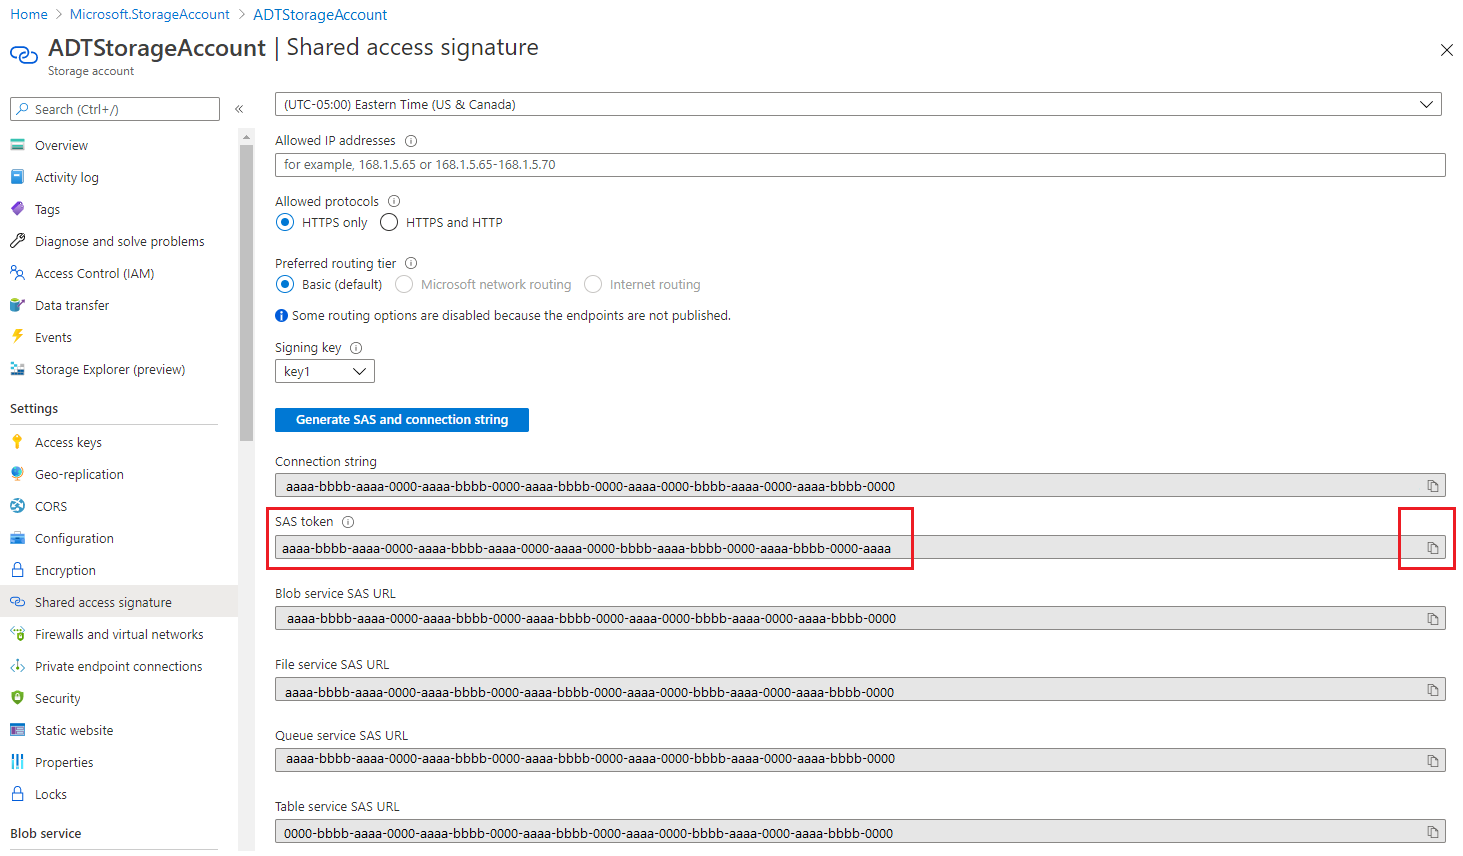 Home > Microsoft.StorageAccount > ADTStorageAccount
ADTStorageAccount | Shared access signature
Storage account
Search (Ctrl+/)
«
Overview
Activity log
Tags
Diagnose and solve problems
Access Control (IAM)
Data transfer
Events
Storage Explorer (preview)
Settings
Access keys
Geo-replication
CORS
Configuration
Encryption
Shared access signature
Firewalls and virtual networks
Private endpoint connections
Security
Static website
Properties
Locks
Blob service
(UTC-05:00) Eastern Time (US & Canada)
Allowed IP addresses
for example, 168.1.5.65 or 168.1.5.65-168.1.5.70
Allowed protocols
HTTPS only HTTPS and HTTP
Preferred routing tier
Basic (default) Microsoft network routing Internet routing
Some routing options are disabled because the endpoints are not published.
Signing key
key1
Generate SAS and connection string
Connection string
aaaa-bbbb-aaaa-0000-aaaa-bbbb-0000-aaaa-bbbb-0000-aaaa-0000-bbbb-aaaa-0000-aaaa-bbbb-0000
SAS token
aaaa-bbbb-aaaa-0000-aaaa-bbbb-aaaa-0000-aaaa-0000-bbbb-aaaa-bbbb-0000-aaaa-bbbb-0000-aaaa
Blob service SAS URL
aaaa-bbbb-aaaa-0000-aaaa-bbbb-0000-aaaa-bbbb-0000-aaaa-0000-bbbb-aaaa-0000-aaaa-bbbb-0000
File service SAS URL
aaaa-bbbb-aaaa-0000-aaaa-bbbb-0000-aaaa-bbbb-0000-aaaa-0000-bbbb-aaaa-0000-aaaa-bbbb-0000
Queue service SAS URL
aaaa-bbbb-aaaa-0000-aaaa-bbbb-0000-aaaa-bbbb-0000-aaaa-0000-bbbb-aaaa-0000-aaaa-bbbb-0000
Table service SAS URL
0000-bbbb-aaaa-0000-aaaa-bbbb-0000-aaaa-bbbb-0000-aaaa-0000-bbbb-aaaa-0000-aaaa-bbbb-0000